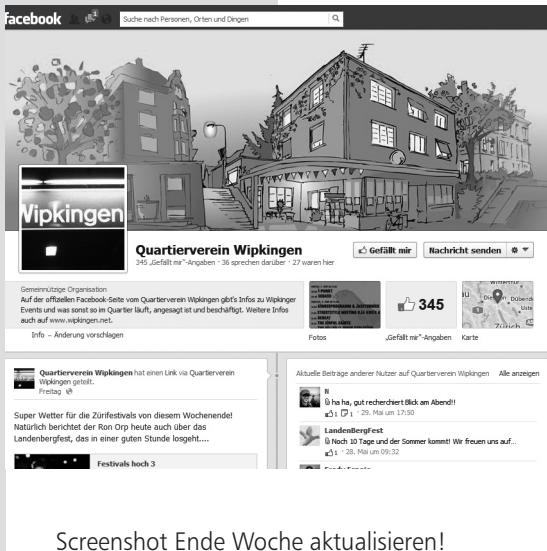 facebook
1
Suche nach Personen, Orten und Dingen
Wipkingen
Quartierverein Wipkingen
345 „Gefällt mir“-Angaben · 36 sprechen darüber · 27 waren hier
Gefällt mir
Nachricht senden
Gemeinnützige Organisation
Auf der offiziellen Facebook-Seite vom Quartierverein Wipkingen gibt's Infos zu Wipkinger
Events und was sonst so im Quartier läuft, angesagt ist und beschäftigt. Weitere Infos
auch auf www.wipkingen.net.
Info – Änderung vorschlagen
345
Winterthur
Zürich
Fotos
„Gefällt mir“-Angaben
Karte
Quartierverein Wipkingen hat einen Link via Quartierverein
Wipkingen geteilt.
Freitag
Super Wetter für die Zürifestivals von diesem Wochenende!
Natürlich berichtet der Ron Orp heute auch über das
Landenbergfest, das in einer guten Stunde losgeht....
Festivals hoch 3
Aktuelle Beiträge anderer Nutzer auf Quartierverein Wipkingen
Alle anzeigen
N
ha ha, gut recherchiert Blick am Abend!!
1 1 · 29. Mai um 17:50
LandenBergFest
Noch 10 Tage und der Sommer kommt! Wir freuen uns auf...
1 · 28. Mai um 09:32
Screenshot Ende Woche aktualisieren!